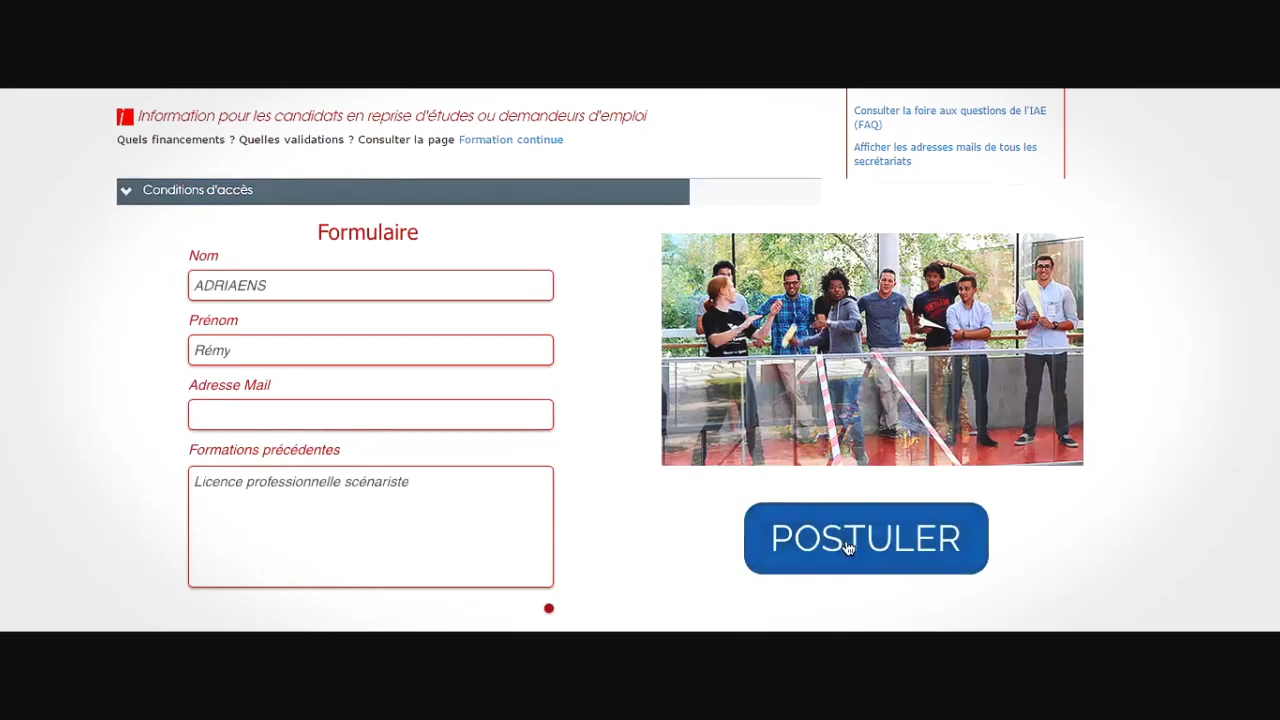 Information pour les candidats en reprise d'études ou demandeurs d'emploi
Quels financements ? Quelles validations ? Consulter la page Formation continue
Consulter la foire aux questions de l'IAE
(FAQ)
Afficher les adresses mails de tous les
secrétariats
Conditions d'accès
Formulaire
Nom
ADRIAENS
Prénom
Rémy
Adresse Mail
Formations précédentes
Licence professionnelle scénariste
POSTULER